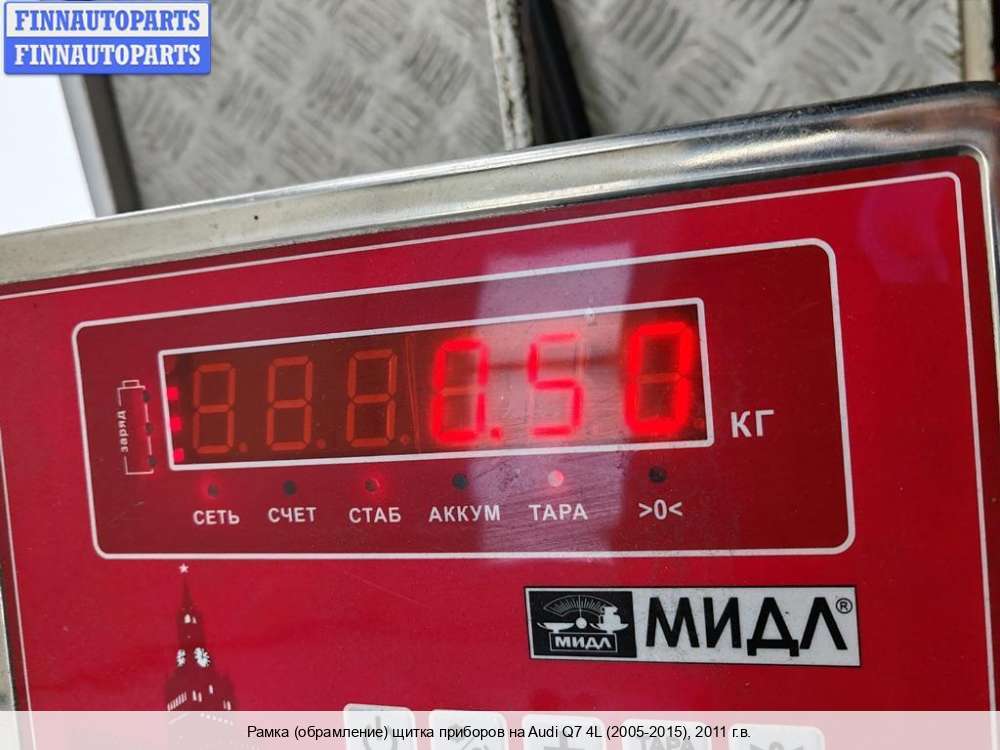 FINNAUTOPARTS
FINNAUTOPARTS
заряд
0.50
КГ
СЕТЬ СЧЕТ СТАБ АККУМ ТАРА >0<
МИДЛ
МИДЛ®
Рамка (обрамление) щитка приборов на Audi Q7 4L (2005-2015), 2011 г.в.